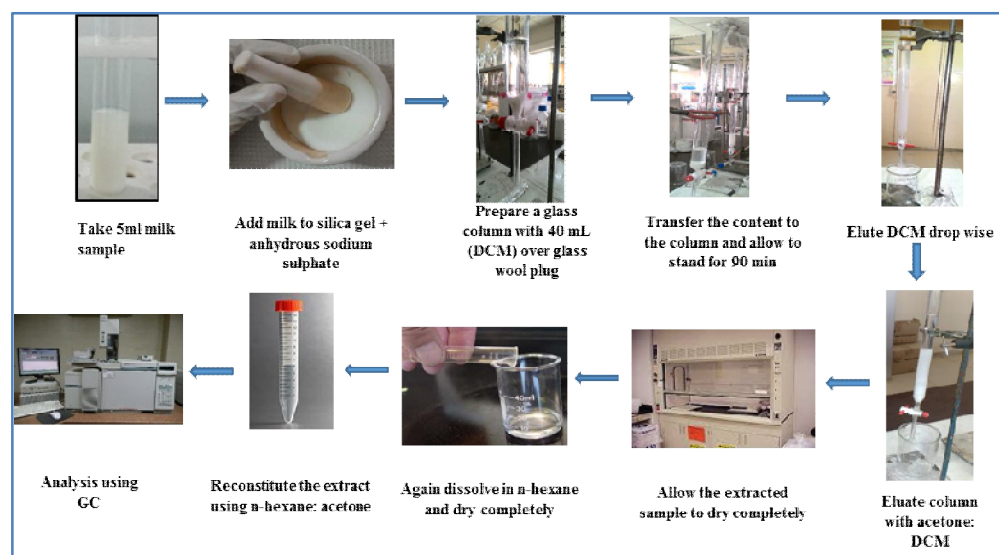 Take 5ml milk
sample
Add milk to silica gel +
anhydrous sodium
sulphate
Prepare a glass
column with 40 mL
(DCM) over glass
wool plug
Transfer the content to
the column and allow to
stand for 90 min
Elute DCM drop wise
Eluate column
with acetone:
DCM
Allow the extracted
sample to dry completely
Again dissolve in n-hexane
and dry completely
Reconstitute the extract
using n-hexane: acetone
Analysis using
GC